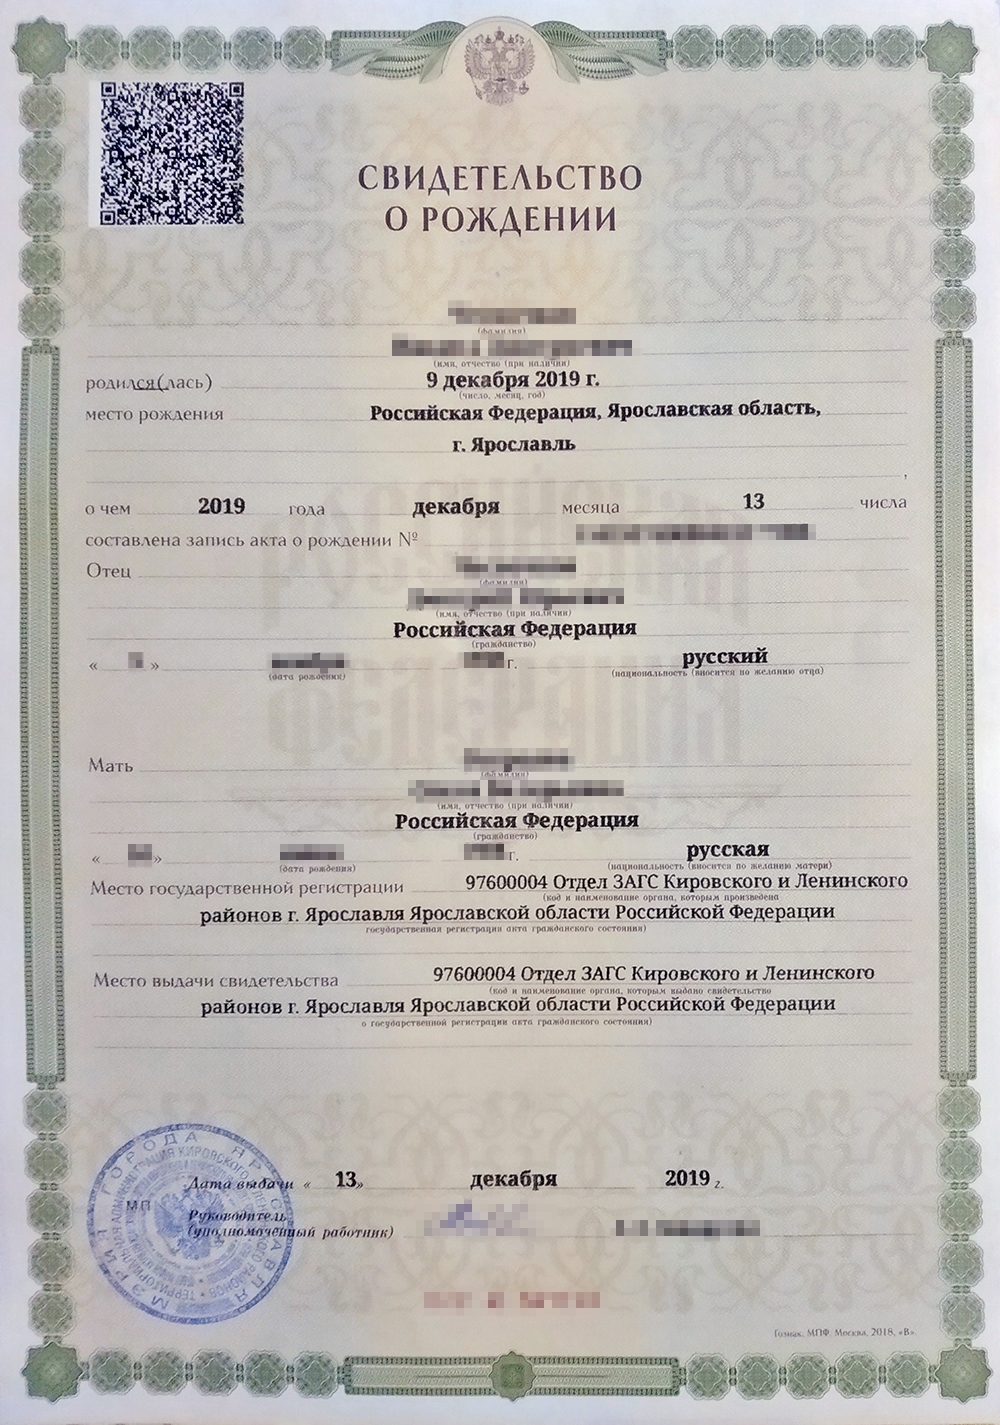 СВИДЕТЕЛЬСТВО
О РОЖДЕНИИ
(фамилия)
(имя, отчество (при наличии)
родился(лась) 9 декабря 2019 г.
(число, месяц, год)
место рождения Российская Федерация, Ярославская область,
г. Ярославль
,
о чем 2019 года декабря месяца 13 числа
составлена запись акта о рождении №
Отец
(фамилия)
(имя, отчество (при наличии)
Российская Федерация
(гражданство)
« » г. русский
(дата рождения) (национальность (вносится по желанию отца)
Мать
(фамилия)
(имя, отчество (при наличии)
Российская Федерация
(гражданство)
« » г. русская
(дата рождения) (национальность (вносится по желанию матери)
Место государственной регистрации 97600004 Отдел ЗАГС Кировского и Ленинского
(код и наименование органа, которым произведена
районов г. Ярославля Ярославской области Российской Федерации
государственная регистрация акта гражданского состояния)
Место выдачи свидетельства 97600004 Отдел ЗАГС Кировского и Ленинского
(код и наименование органа, которым выдано свидетельство
районов г. Ярославля Ярославской области Российской Федерации
о государственной регистрации акта гражданского состояния)
Дата выдачи « 13» декабря 2019 г.
МП
Руководитель
(уполномоченный работник)
МЭРИЯ ГОРОДА ЯРОСЛАВЛЯ
Гознак. МПФ. Москва, 2018, «В».